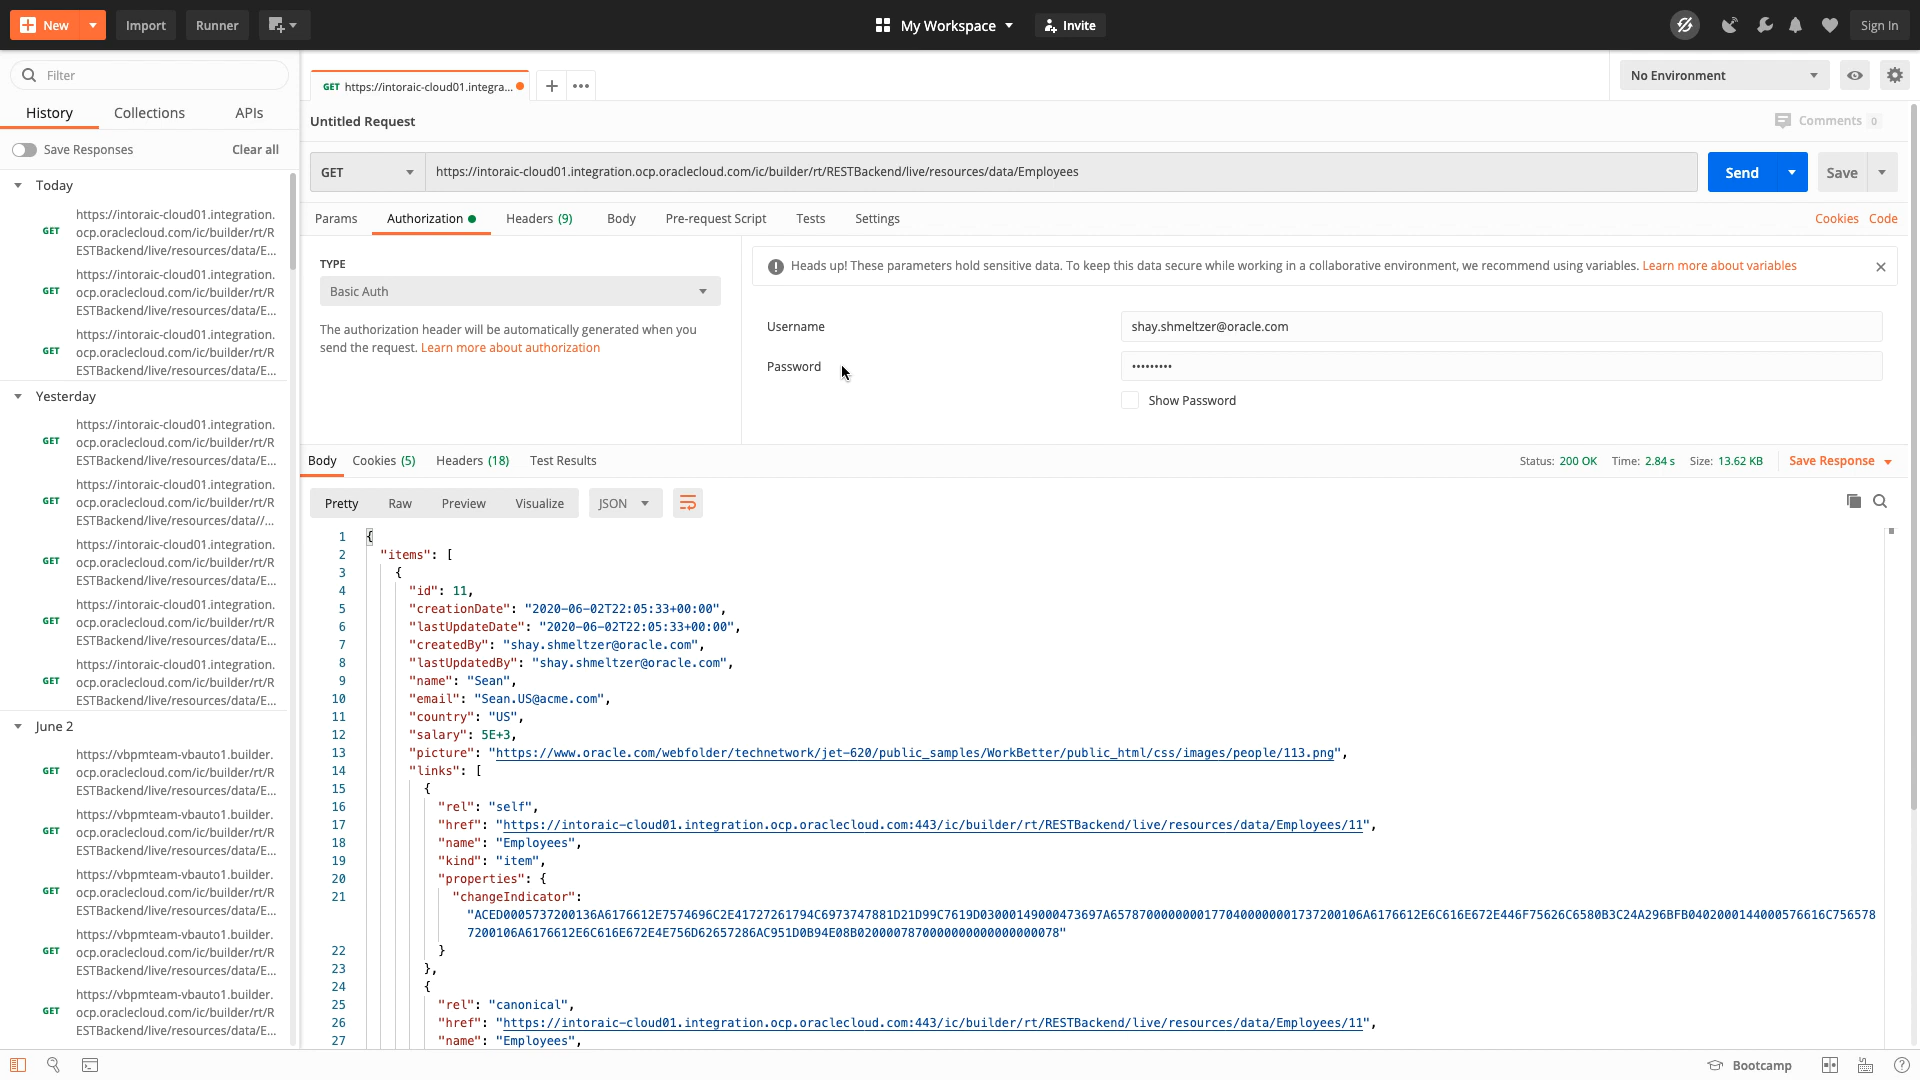 New
Import
Runner
My Workspace
Invite
Sign In
Filter
History
Collections
APIs
Save Responses
Clear all
Today
GET
https://intoraic-cloud01.integration.
ocp.oraclecloud.com/ic/builder/rt/R
ESTBackend/live/resources/data/E...
GET
https://intoraic-cloud01.integration.
ocp.oraclecloud.com/ic/builder/rt/R
ESTBackend/live/resources/data/E...
GET
https://intoraic-cloud01.integration.
ocp.oraclecloud.com/ic/builder/rt/R
ESTBackend/live/resources/data/E...
Yesterday
GET
https://intoraic-cloud01.integration.
ocp.oraclecloud.com/ic/builder/rt/R
ESTBackend/live/resources/data/E...
GET
https://intoraic-cloud01.integration.
ocp.oraclecloud.com/ic/builder/rt/R
ESTBackend/live/resources/data//...
GET
https://intoraic-cloud01.integration.
ocp.oraclecloud.com/ic/builder/rt/R
ESTBackend/live/resources/data/E...
GET
https://intoraic-cloud01.integration.
ocp.oraclecloud.com/ic/builder/rt/R
ESTBackend/live/resources/data/E...
GET
https://intoraic-cloud01.integration.
ocp.oraclecloud.com/ic/builder/rt/R
ESTBackend/live/resources/data/E...
June 2
GET
https://vbpmteam-vbauto1.builder.
ocp.oraclecloud.com/ic/builder/rt/R
ESTBackend/live/resources/data/E...
GET
https://vbpmteam-vbauto1.builder.
ocp.oraclecloud.com/ic/builder/rt/R
ESTBackend/live/resources/data/E...
GET
https://vbpmteam-vbauto1.builder.
ocp.oraclecloud.com/ic/builder/rt/R
ESTBackend/live/resources/data/E...
GET
https://vbpmteam-vbauto1.builder.
ocp.oraclecloud.com/ic/builder/rt/R
ESTBackend/live/resources/data/E...
GET
https://vbpmteam-vbauto1.builder.
ocp.oraclecloud.com/ic/builder/rt/R
ESTBackend/live/resources/data/E...
GET https://intoraic-cloud01.integra...
No Environment
Untitled Request
Comments 0
GET
https://intoraic-cloud01.integration.ocp.oraclecloud.com/ic/builder/rt/RESTBackend/live/resources/data/Employees
Send
Save
Params
Authorization
Headers (9)
Body
Pre-request Script
Tests
Settings
Cookies
Code
TYPE
Basic Auth
The authorization header will be automatically generated when you
send the request. Learn more about authorization
Heads up! These parameters hold sensitive data. To keep this data secure while working in a collaborative environment, we recommend using variables. Learn more about variables
Username
shay.shmeltzer@oracle.com
Password
•••••••••
Show Password
Body
Cookies (5)
Headers (18)
Test Results
Status: 200 OK
Time: 2.84 s
Size: 13.62 KB
Save Response
Pretty
Raw
Preview
Visualize
JSON
1 {
2 "items": [
3 {
4 "id": 11,
5 "creationDate": "2020-06-02T22:05:33+00:00",
6 "lastUpdateDate": "2020-06-02T22:05:33+00:00",
7 "createdBy": "shay.shmeltzer@oracle.com",
8 "lastUpdatedBy": "shay.shmeltzer@oracle.com",
9 "name": "Sean",
10 "email": "Sean.US@acme.com",
11 "country": "US",
12 "salary": 5E+3,
13 "picture": "https://www.oracle.com/webfolder/technetwork/jet-620/public_samples/WorkBetter/public_html/css/images/people/113.png",
14 "links": [
15 {
16 "rel": "self",
17 "href": "https://intoraic-cloud01.integration.ocp.oraclecloud.com:443/ic/builder/rt/RESTBackend/live/resources/data/Employees/11",
18 "name": "Employees",
19 "kind": "item",
20 "properties": {
21 "changeIndicator":
"ACED0005737200136A6176612E7574696C2E41727261794C6973747881D21D99C7619D03000149000473697A65787000000001770400000001737200106A6176612E6C616E672E446F75626C6580B3C24A296BFB0402000144000576616C756578
7200106A6176612E6C616E672E4E756D62657286AC951D0B94E08B02000078700000000000000078"
22 }
23 },
24 {
25 "rel": "canonical",
26 "href": "https://intoraic-cloud01.integration.ocp.oraclecloud.com:443/ic/builder/rt/RESTBackend/live/resources/data/Employees/11",
27 "name": "Employees",
Bootcamp